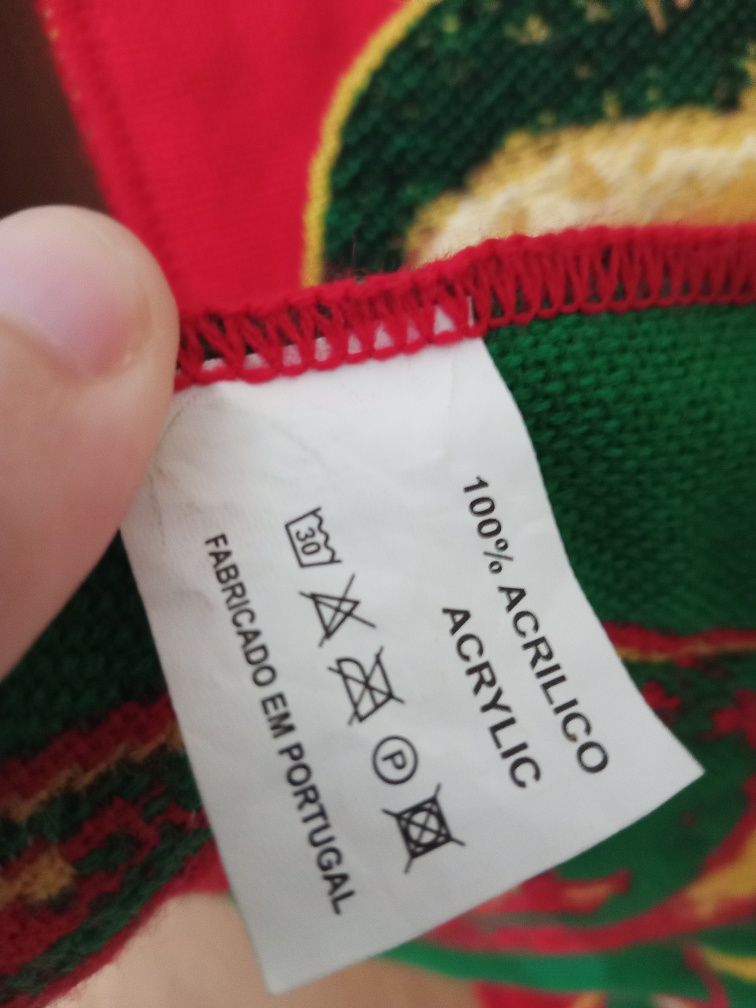 100% ACRILICO
ACRYLIC
30
P
FABRICADO EM PORTUGAL